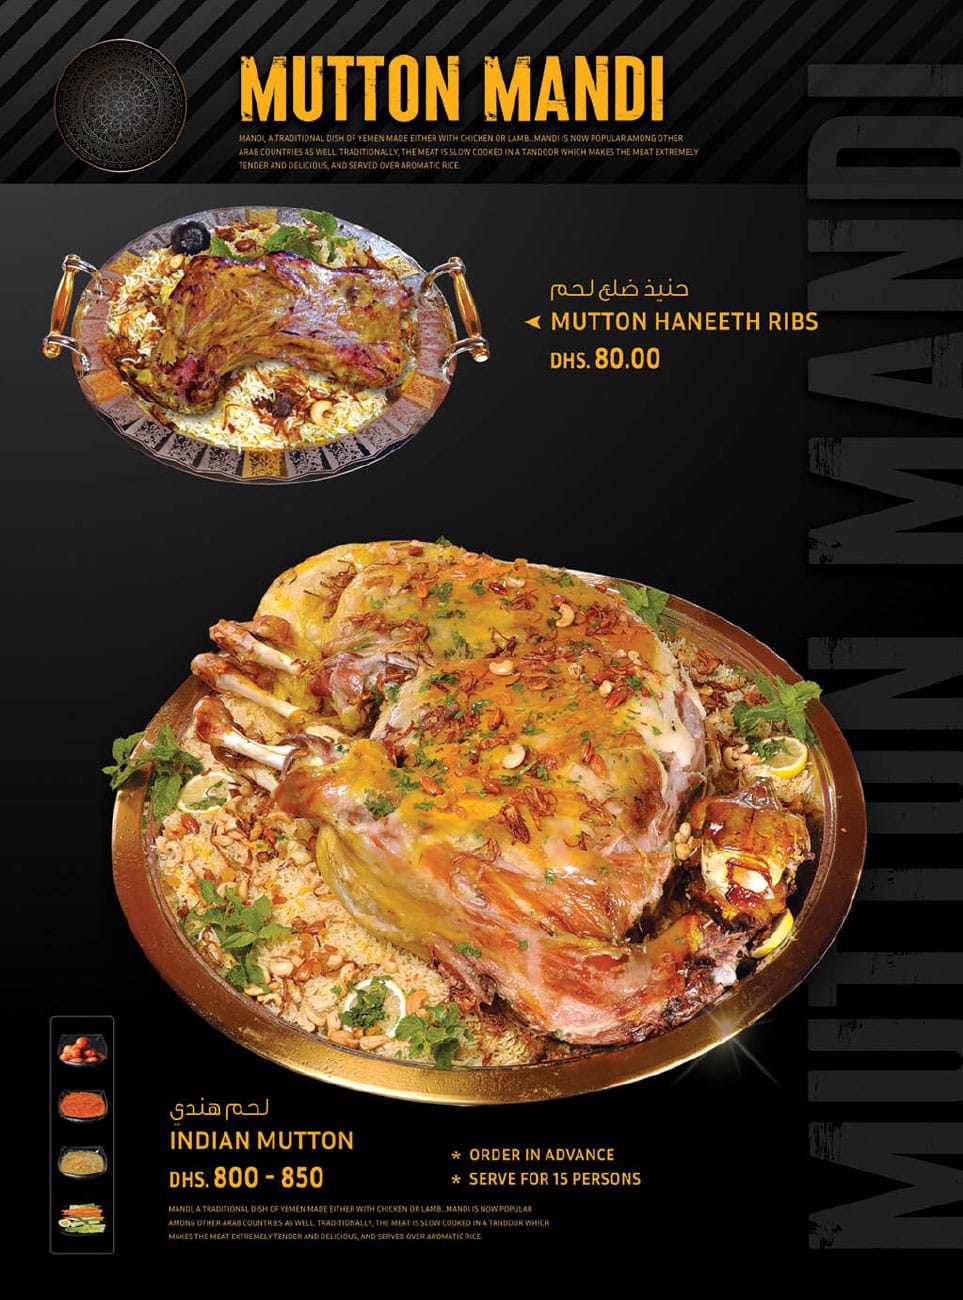 MUTTON MANDI
MANDI, A TRADITIONAL DISH OF YEMEN MADE EITHER WITH CHICKEN OR LAMB...MANDI IS NOW POPULAR AMONG OTHER
ARAB COUNTRIES AS WELL. TRADITIONALLY, THE MEAT IS SLOW COOKED IN A TANDOOR WHICH MAKES THE MEAT EXTREMELY
TENDER AND DELICIOUS, AND SERVED OVER AROMATIC RICE.
حنيذ ضلع لحم
MUTTON HANEETH RIBS
DHS. 80.00
MUTTON MANDI
لحم هندي
INDIAN MUTTON
DHS. 800 - 850
* ORDER IN ADVANCE
* SERVE FOR 15 PERSONS
MANDI, A TRADITIONAL DISH OF YEMEN MADE EITHER WITH CHICKEN OR LAMB...MANDI IS NOW POPULAR
AMONG OTHER ARAB COUNTRIES AS WELL. TRADITIONALLY, THE MEAT IS SLOW COOKED IN A TANDOOR WHICH
MAKES THE MEAT EXTREMELY TENDER AND DELICIOUS, AND SERVED OVER AROMATIC RICE.